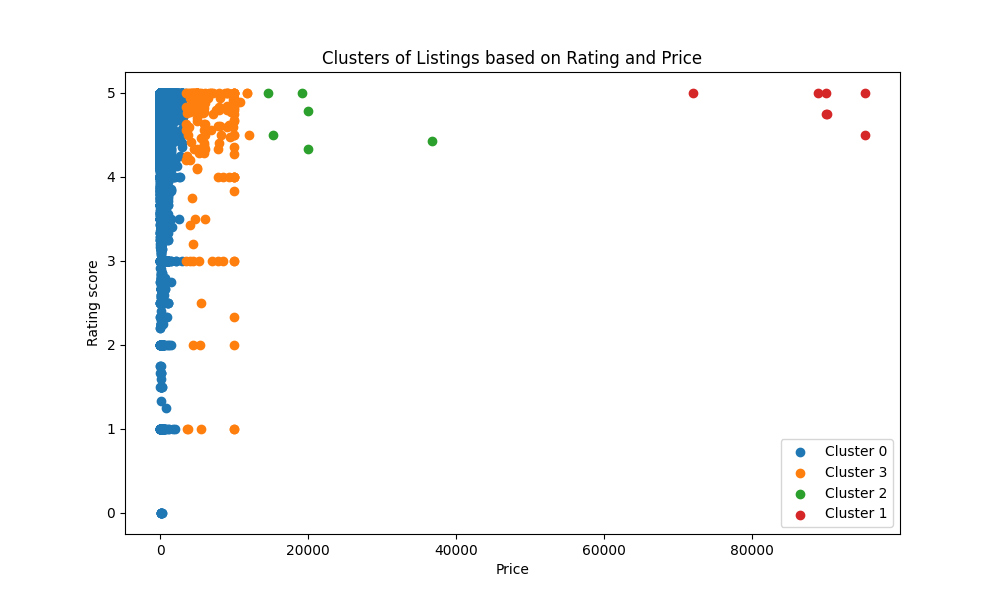 Clusters of Listings based on Rating and Price
5
4
3
2
1
0
Rating score
0 20000 40000 60000 80000
Price
Cluster 0
Cluster 3
Cluster 2
Cluster 1